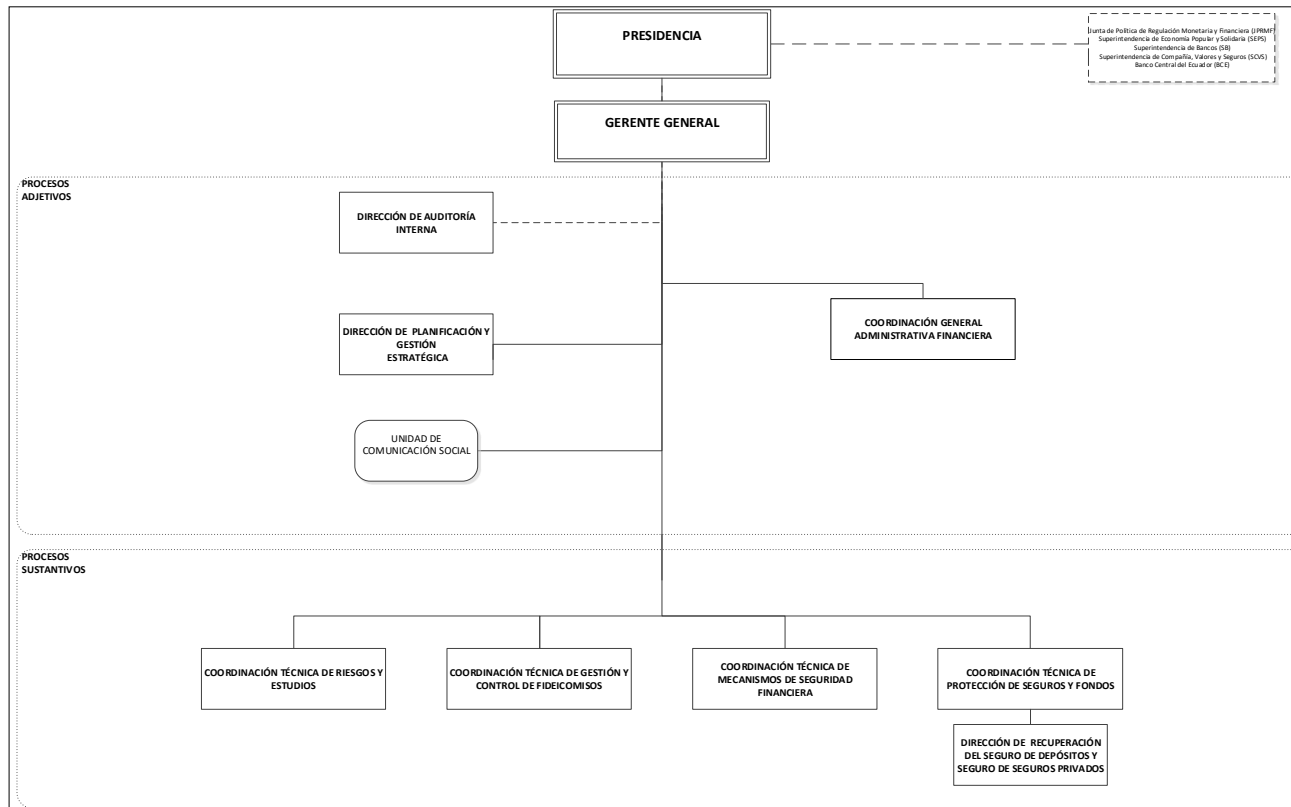 PRESIDENCIA
Junta de Política de Regulación Monetaria y Financiera (JPRMF)
Superintendencia de Economía Popular y Solidaria (SEPS)
Superintendencia de Bancos (SB)
Superintendencia de Compañía, Valores y Seguros (SCVS)
Banco Central del Ecuador (BCE)
GERENTE GENERAL
PROCESOS
ADJETIVOS
DIRECCIÓN DE AUDITORÍA
INTERNA
COORDINACIÓN GENERAL
ADMINISTRATIVA FINANCIERA
DIRECCIÓN DE PLANIFICACIÓN Y
GESTIÓN
ESTRATÉGICA
UNIDAD DE
COMUNICACIÓN SOCIAL
PROCESOS
SUSTANTIVOS
COORDINACIÓN TÉCNICA DE RIESGOS Y
ESTUDIOS
COORDINACIÓN TÉCNICA DE GESTIÓN Y
CONTROL DE FIDEICOMISOS
COORDINACIÓN TÉCNICA DE
MECANISMOS DE SEGURIDAD
FINANCIERA
COORDINACIÓN TÉCNICA DE
PROTECCIÓN DE SEGUROS Y FONDOS
DIRECCIÓN DE RECUPERACIÓN
DEL SEGURO DE DEPÓSITOS Y
SEGURO DE SEGUROS PRIVADOS